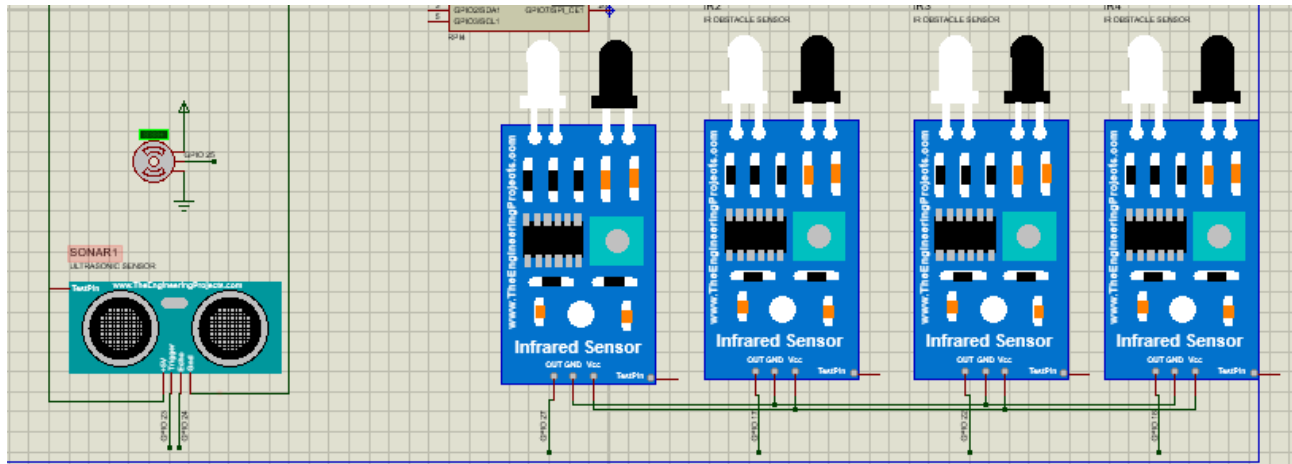 GPIO2/SDA1
GPIO3/SCL1
GPIO7/SPI_CE1
RPI4
IR2
IR OBSTACLE SENSOR
IR3
IR OBSTACLE SENSOR
IR4
IR OBSTACLE SENSOR
GPIO 25
SONAR1
ULTRASONIC SENSOR
TestPin
www.TheEngineeringProjects.com
+5V
Trigger
Echo
Gnd
GPIO 23
GPIO 24
www.TheEngineeringProjects.com
Infrared Sensor
OUT GND Vcc
TestPin
GPIO 27
www.TheEngineeringProjects.com
Infrared Sensor
OUT GND Vcc
TestPin
GPIO 17
www.TheEngineeringProjects.com
Infrared Sensor
OUT GND Vcc
TestPin
GPIO 22
www.TheEngineeringProjects.com
Infrared Sensor
OUT GND Vcc
TestPin